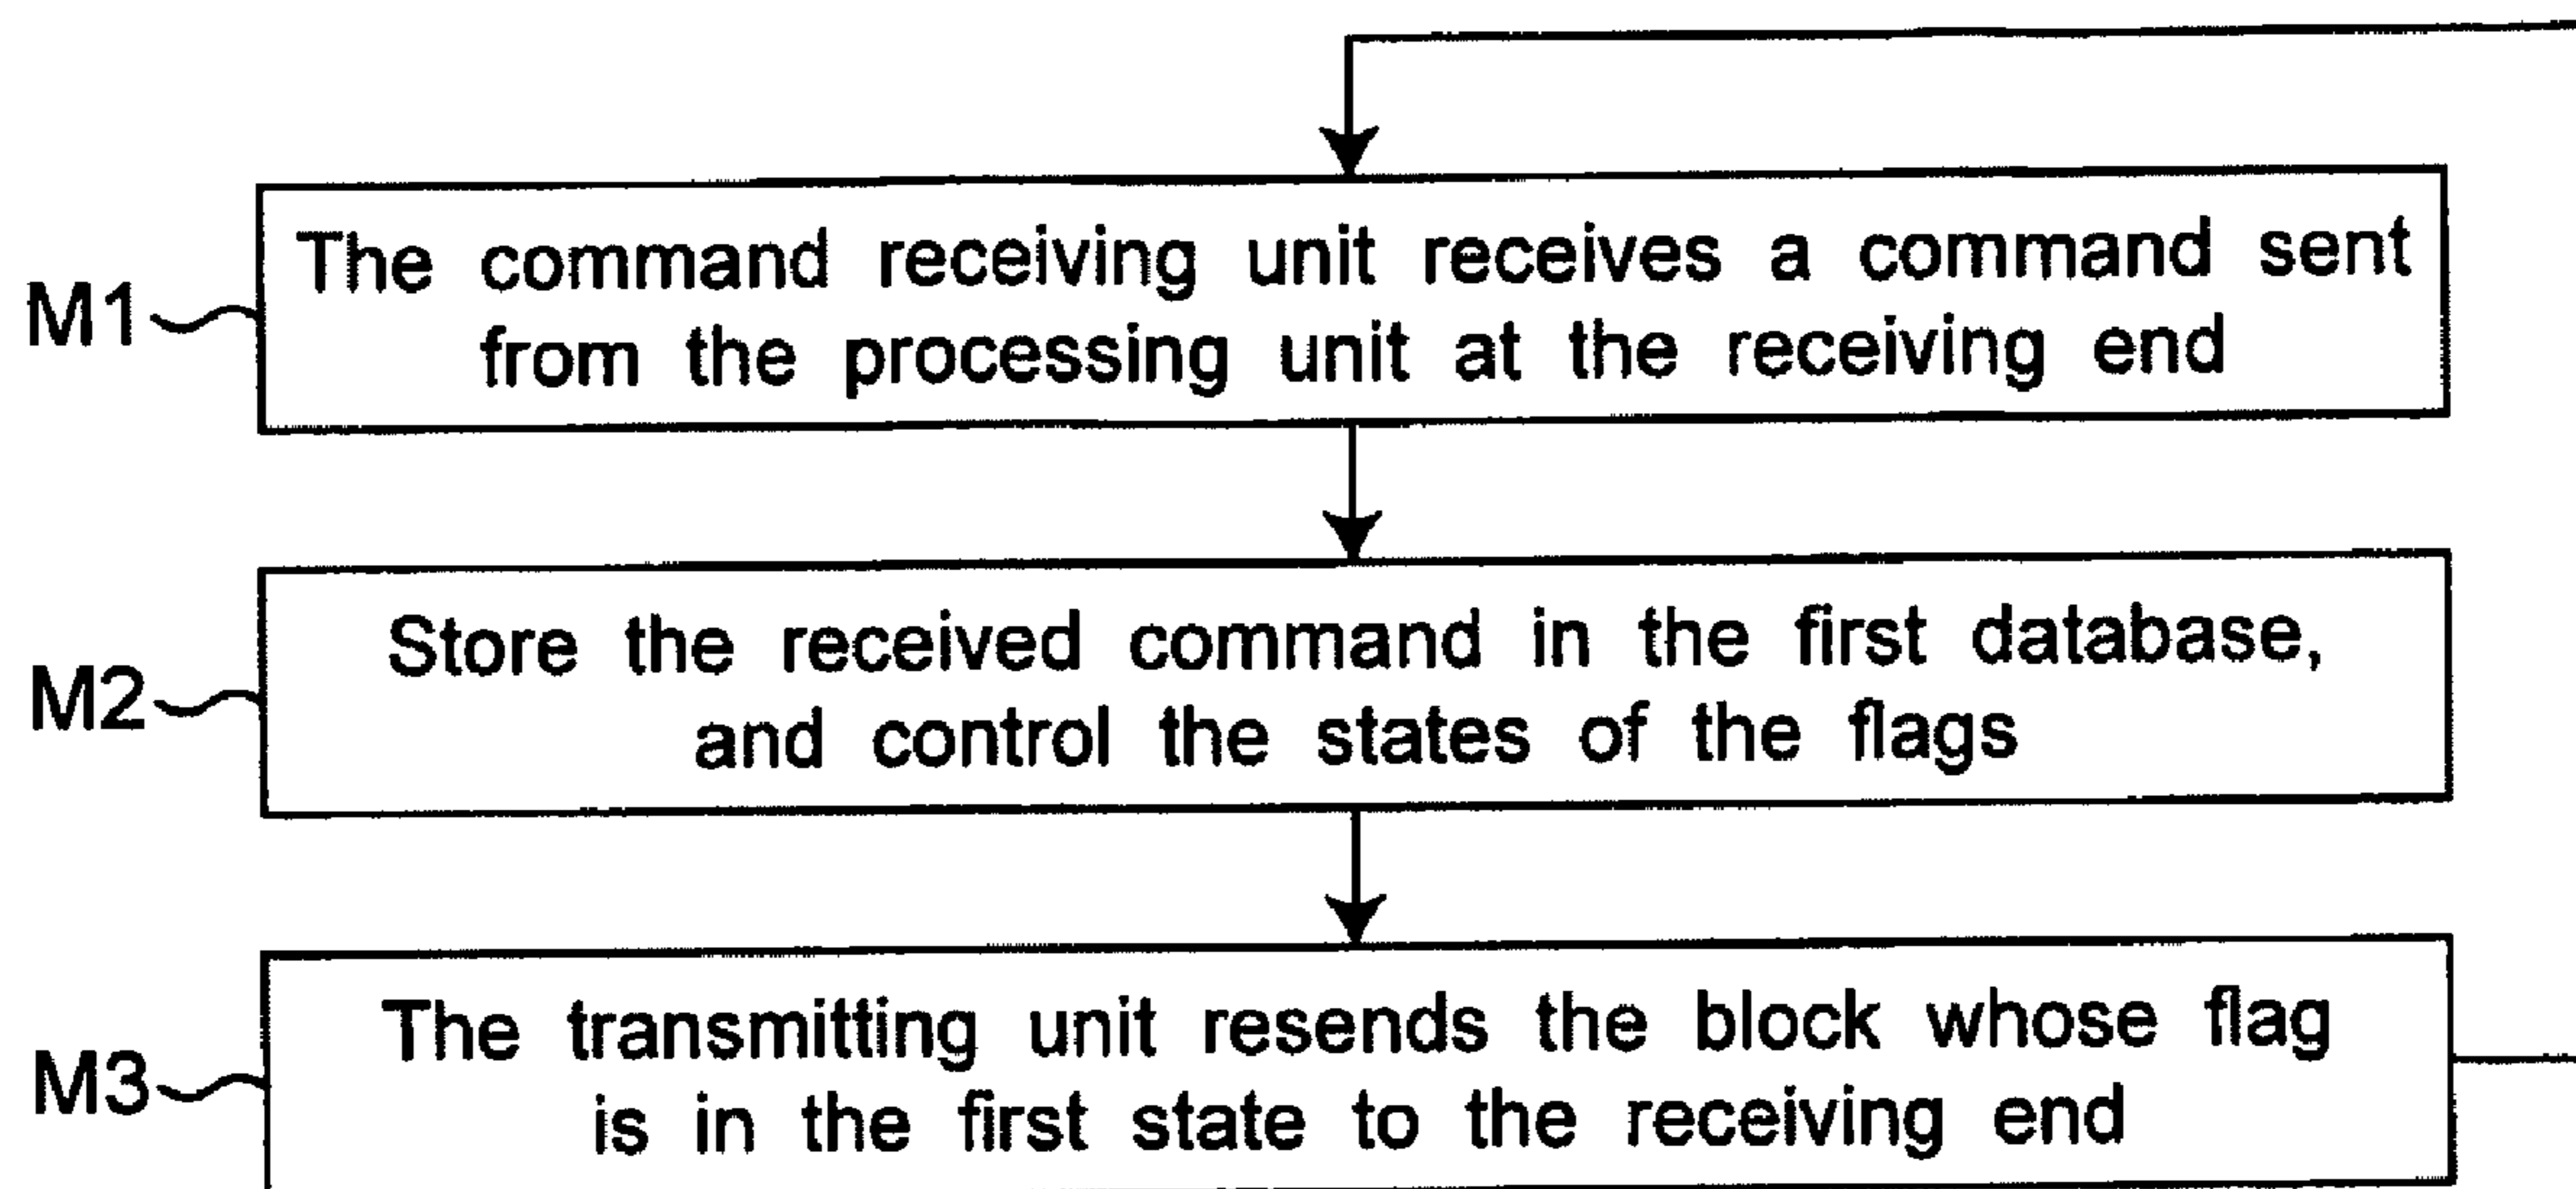 M1
The command receiving unit receives a command sent
from the processing unit at the receiving end
M2
Store the received command in the first database,
and control the states of the flags
M3
The transmitting unit resends the block whose flag
is in the first state to the receiving end